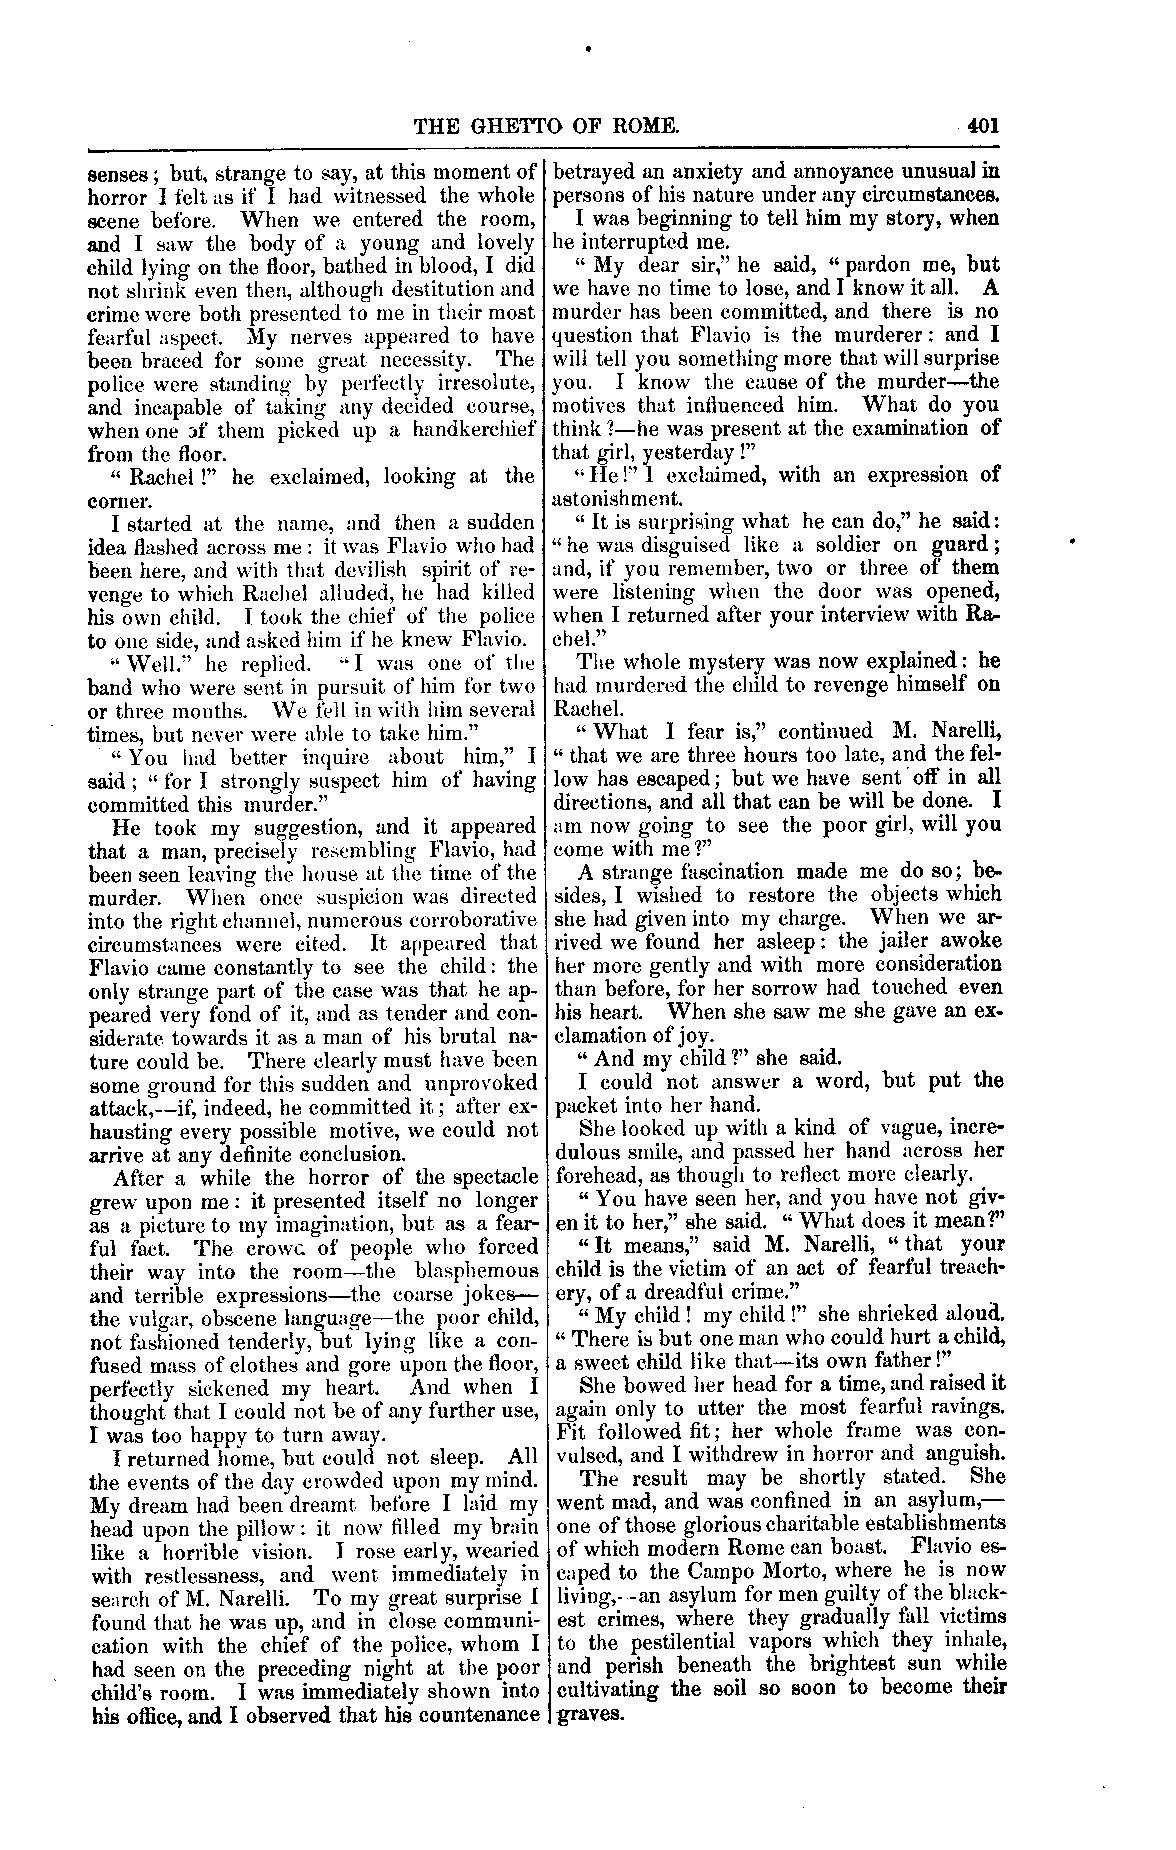 THE GHETTO OF ROME. 401
senses; but, strange to say, at this moment of
horror I felt as if I had witnessed the whole
scene before. When we entered the room,
and I saw the body of a young and lovely
child lying on the floor, bathed in blood, I did
not shrink even then, although destitution and
crime were both presented to me in their most
fearful aspect. My nerves appeared to have
been braced for some great necessity. The
police were standing by perfectly irresolute,
and incapable of taking any decided course,
when one of them picked up a handkerchief
from the floor.
“ Rachel !” he exclaimed, looking at the
corner.
I started at the name, and then a sudden
idea flashed across me : it was Flavio who had
been here, and with that devilish spirit of re-
venge to which Rachel alluded, he had killed
his own child. I took the chief of the police
to one side, and asked him if he knew Flavio.
“ Well.” he replied. “ I was one of the
band who were sent in pursuit of him for two
or three months. We fell in with him several
times, but never were able to take him.”
“ You had better inquire about him,” I
said ; “ for I strongly suspect him of having
committed this murder.”
He took my suggestion, and it appeared
that a man, precisely resembling Flavio, had
been seen leaving the house at the time of the
murder. When once suspicion was directed
into the right channel, numerous corroborative
circumstances were cited. It appeared that
Flavio came constantly to see the child: the
only strange part of the case was that he ap-
peared very fond of it, and as tender and con-
siderate towards it as a man of his brutal na-
ture could be. There clearly must have been
some ground for this sudden and unprovoked
attack,--if, indeed, he committed it; after ex-
hausting every possible motive, we could not
arrive at any definite conclusion.
After a while the horror of the spectacle
grew upon me : it presented itself no longer
as a picture to my imagination, but as a fear-
ful fact. The crowd of people who forced
their way into the room—the blasphemous
and terrible expressions—the coarse jokes—
the vulgar, obscene language—the poor child,
not fashioned tenderly, but lying like a con-
fused mass of clothes and gore upon the floor,
perfectly sickened my heart. And when I
thought that I could not be of any further use,
I was too happy to turn away.
I returned home, but could not sleep. All
the events of the day crowded upon my mind.
My dream had been dreamt before I laid my
head upon the pillow : it now filled my brain
like a horrible vision. I rose early, wearied
with restlessness, and went immediately in
search of M. Narelli. To my great surprise I
found that he was up, and in close communi-
cation with the chief of the police, whom I
had seen on the preceding night at the poor
child's room. I was immediately shown into
his office, and I observed that his countenance
betrayed an anxiety and annoyance unusual in
persons of his nature under any circumstances.
I was beginning to tell him my story, when
he interrupted me.
“ My dear sir,” he said, “ pardon me, but
we have no time to lose, and I know it all. A
murder has been committed, and there is no
question that Flavio is the murderer : and I
will tell you something more that will surprise
you. I know the cause of the murder—the
motives that influenced him. What do you
think ?—he was present at the examination of
that girl, yesterday !”
“ He !” I exclaimed, with an expression of
astonishment.
“ It is surprising what he can do,” he said:
“ he was disguised like a soldier on guard ;
and, if you remember, two or three of them
were listening when the door was opened,
when I returned after your interview with Ra-
chel.”
The whole mystery was now explained : he
had murdered the child to revenge himself on
Rachel.
“ What I fear is,” continued M. Narelli,
“ that we are three hours too late, and the fel-
low has escaped ; but we have sent off in all
directions, and all that can be will be done. I
am now going to see the poor girl, will you
come with me ?”
A strange fascination made me do so; be-
sides, I wished to restore the objects which
she had given into my charge. When we ar-
rived we found her asleep : the jailer awoke
her more gently and with more consideration
than before, for her sorrow had touched even
his heart. When she saw me she gave an ex-
clamation of joy.
“ And my child ?” she said.
I could not answer a word, but put the
packet into her hand.
She looked up with a kind of vague, incre-
dulous smile, and passed her hand across her
forehead, as though to reflect more clearly.
“ You have seen her, and you have not giv-
en it to her,” she said. “ What does it mean ?”
“ It means,” said M. Narelli, “ that your
child is the victim of an act of fearful treach-
ery, of a dreadful crime.”
“ My child ! my child !” she shrieked aloud.
“ There is but one man who could hurt a child,
a sweet child like that—its own father !”
She bowed her head for a time, and raised it
again only to utter the most fearful ravings.
Fit followed fit; her whole frame was con-
vulsed, and I withdrew in horror and anguish.
The result may be shortly stated. She
went mad, and was confined in an asylum,—
one of those glorious charitable establishments
of which modern Rome can boast. Flavio es-
caped to the Campo Morto, where he is now
living,--an asylum for men guilty of the black-
est crimes, where they gradually fall victims
to the pestilential vapors which they inhale,
and perish beneath the brightest sun while
cultivating the soil so soon to become their
graves.